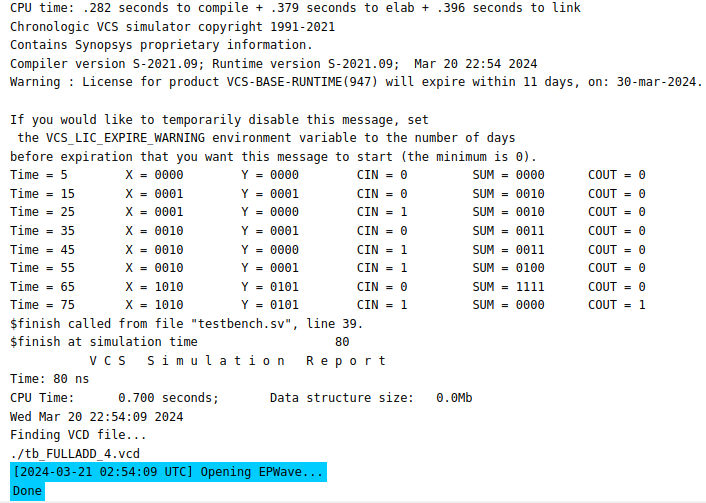 CPU time: .282 seconds to compile + .379 seconds to elab + .396 seconds to link
Chronologic VCS simulator copyright 1991-2021
Contains Synopsys proprietary information.
Compiler version S-2021.09; Runtime version S-2021.09;  Mar 20 22:54 2024
Warning : License for product VCS-BASE-RUNTIME(947) will expire within 11 days, on: 30-mar-2024.

If you would like to temporarily disable this message, set
 the VCS_LIC_EXPIRE_WARNING environment variable to the number of days
before expiration that you want this message to start (the minimum is 0).
Time = 5        X = 0000        Y = 0000        CIN = 0         SUM = 0000      COUT = 0
Time = 15       X = 0001        Y = 0001        CIN = 0         SUM = 0010      COUT = 0
Time = 25       X = 0001        Y = 0000        CIN = 1         SUM = 0010      COUT = 0
Time = 35       X = 0010        Y = 0001        CIN = 0         SUM = 0011      COUT = 0
Time = 45       X = 0010        Y = 0000        CIN = 1         SUM = 0011      COUT = 0
Time = 55       X = 0010        Y = 0001        CIN = 1         SUM = 0100      COUT = 0
Time = 65       X = 1010        Y = 0101        CIN = 0         SUM = 1111      COUT = 0
Time = 75       X = 1010        Y = 0101        CIN = 1         SUM = 0000      COUT = 1
$finish called from file "testbench.sv", line 39.
$finish at simulation time                   80
           V C S   S i m u l a t i o n   R e p o r t
Time: 80 ns
CPU Time:      0.700 seconds;       Data structure size:   0.0Mb
Wed Mar 20 22:54:09 2024
Finding VCD file...
./tb_FULLADD_4.vcd
[2024-03-21 02:54:09 UTC] Opening EPWave...
Done